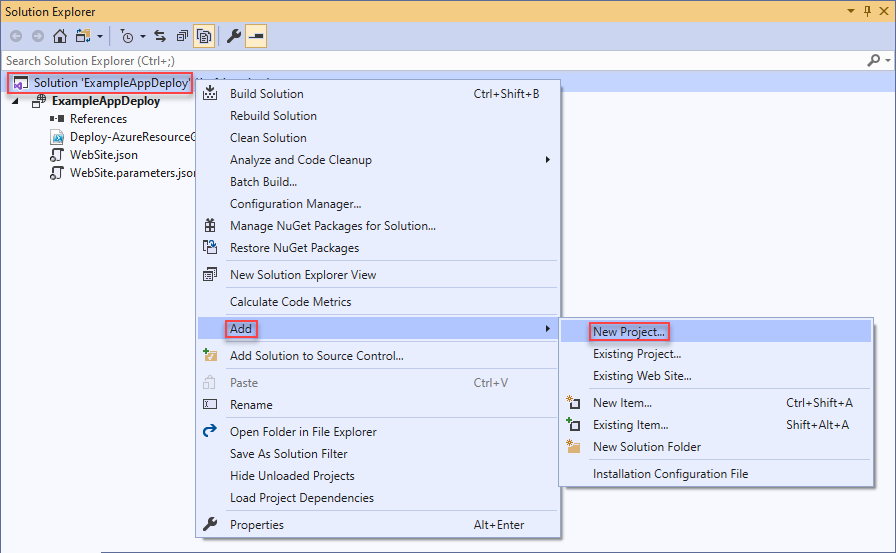 Solution Explorer
Search Solution Explorer (Ctrl+;)
Solution 'ExampleAppDeploy'
ExampleAppDeploy
References
Deploy-AzureResourceG
WebSite.json
WebSite.parameters.json
Build Solution Ctrl+Shift+B
Rebuild Solution
Clean Solution
Analyze and Code Cleanup
Batch Build...
Configuration Manager...
Manage NuGet Packages for Solution...
Restore NuGet Packages
New Solution Explorer View
Calculate Code Metrics
Add
Add Solution to Source Control...
Paste Ctrl+V
Rename
Open Folder in File Explorer
Save As Solution Filter
Hide Unloaded Projects
Load Project Dependencies
Properties Alt+Enter
New Project...
Existing Project...
Existing Web Site...
New Item... Ctrl+Shift+A
Existing Item... Shift+Alt+A
New Solution Folder
Installation Configuration File